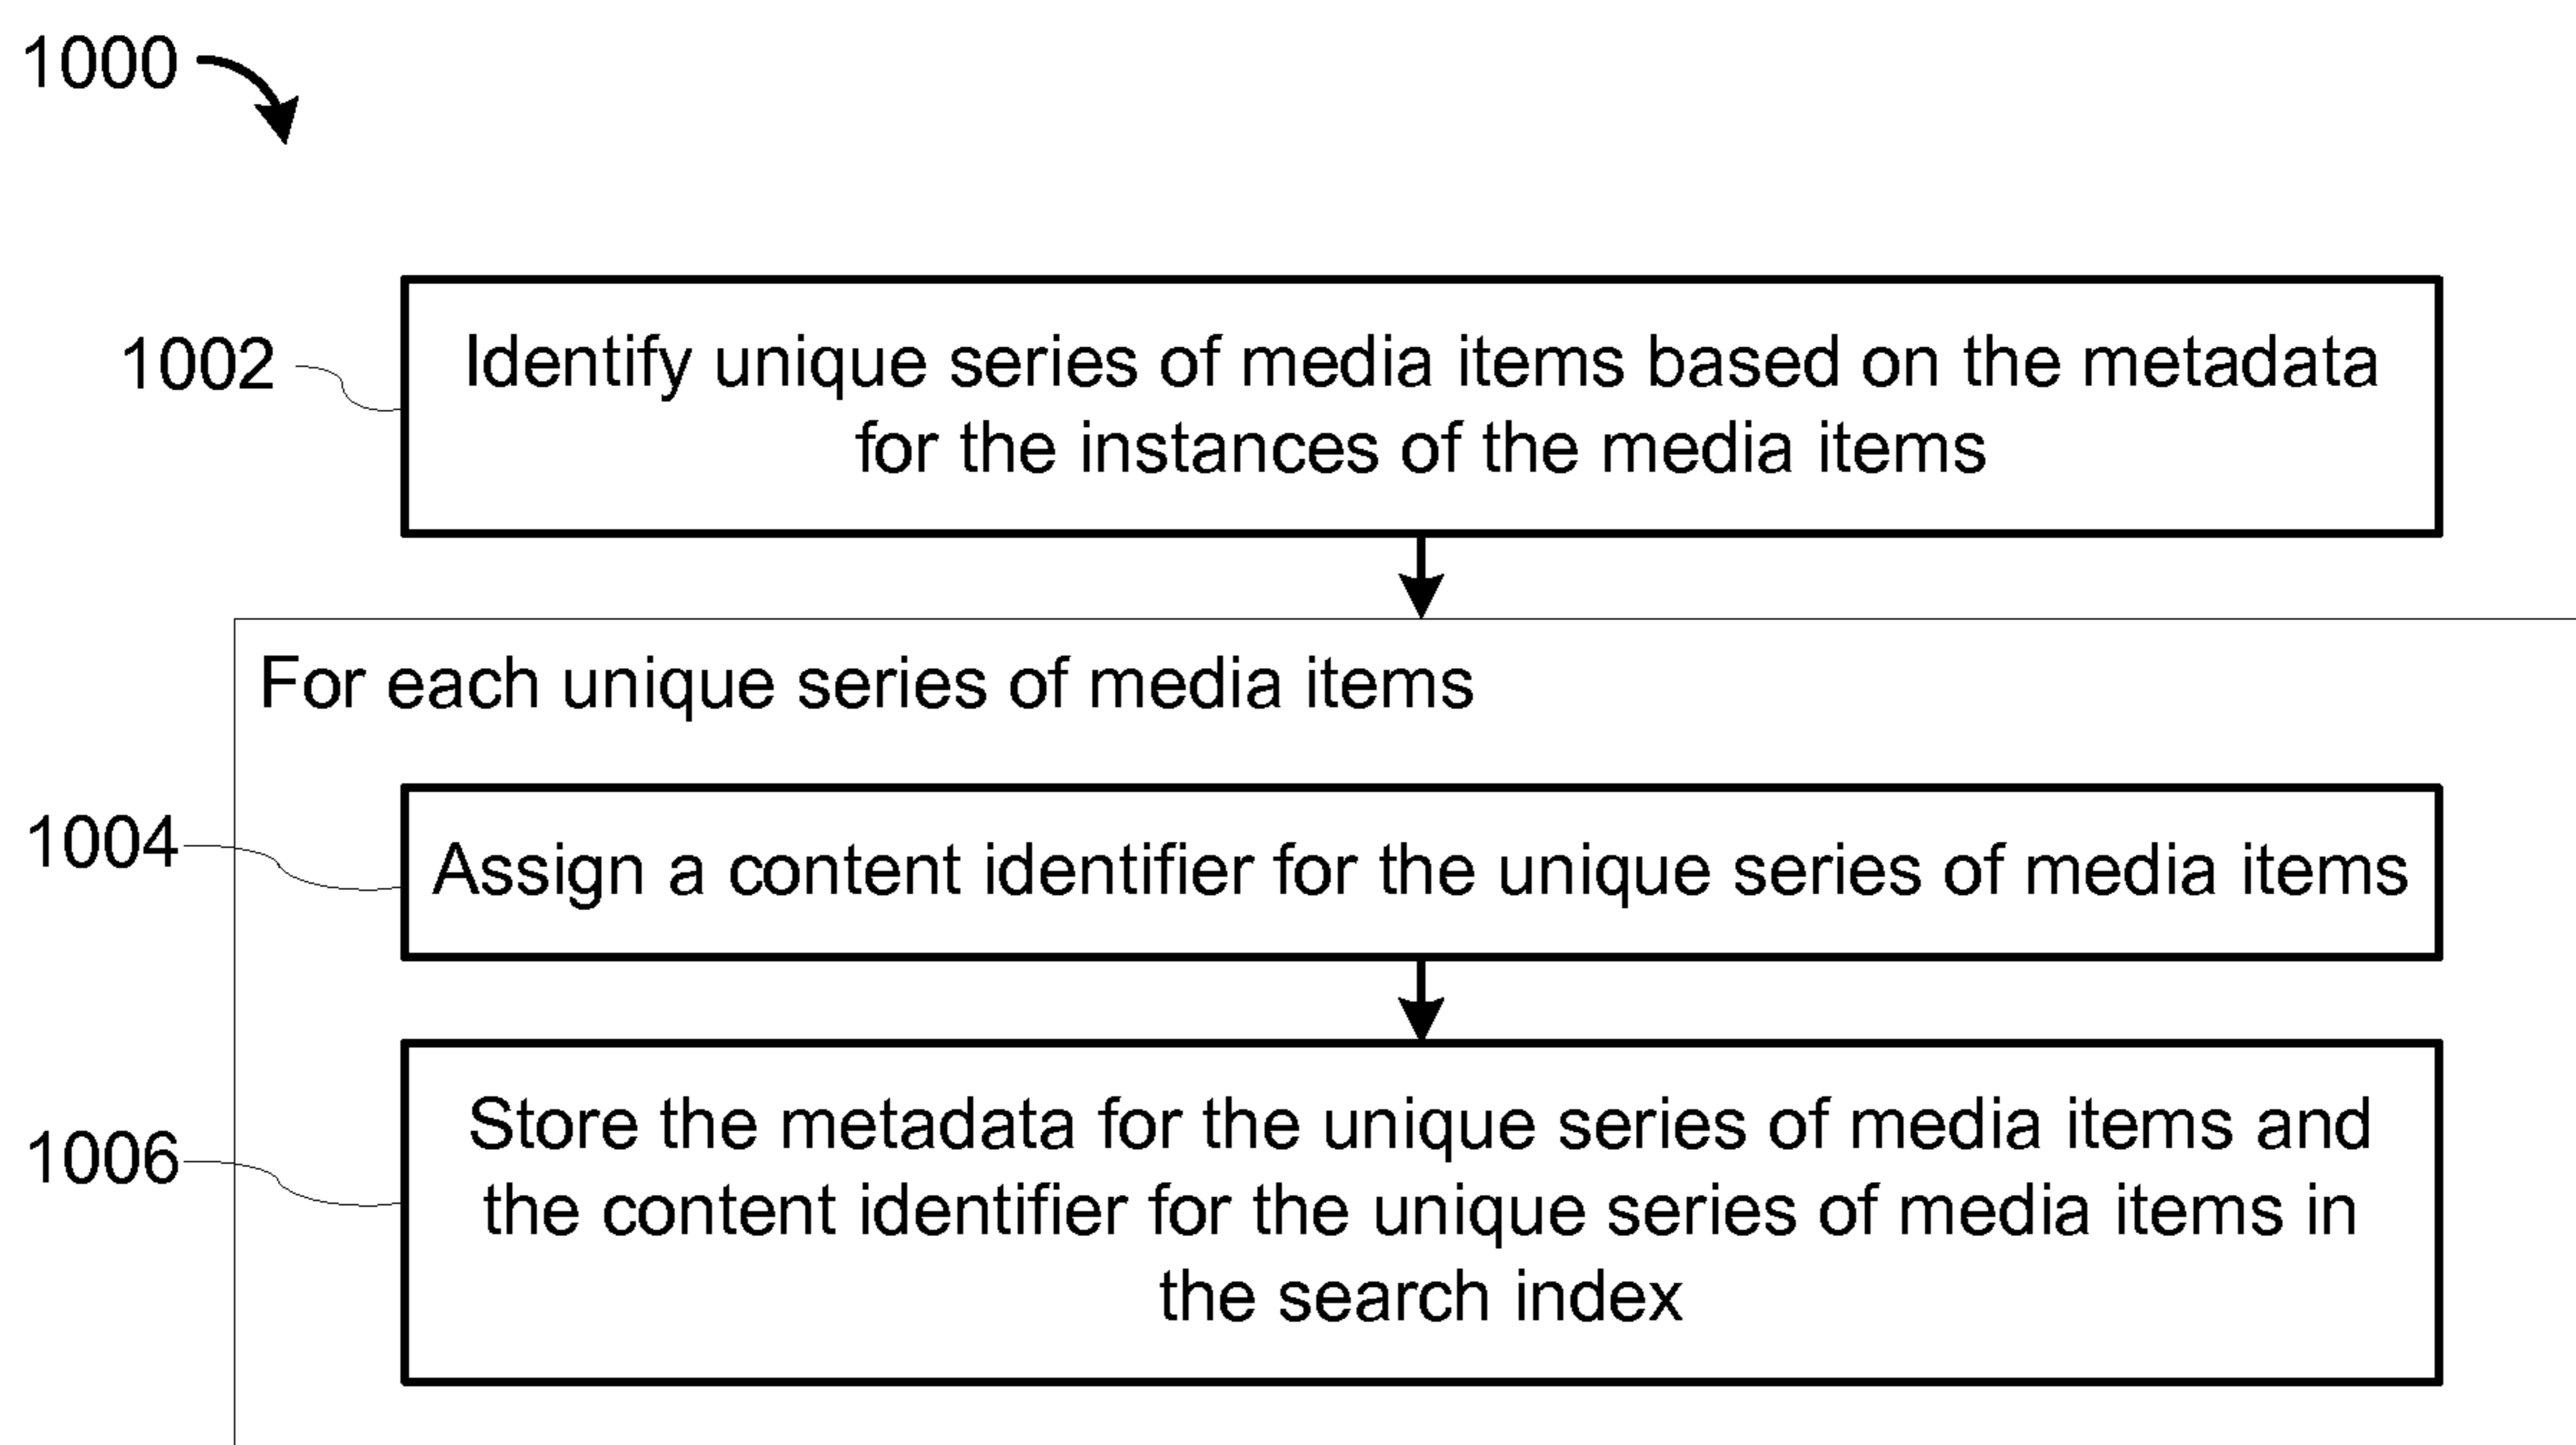 1000
1002
Identify unique series of media items based on the metadata
for the instances of the media items
For each unique series of media items
1004
Assign a content identifier for the unique series of media items
1006
Store the metadata for the unique series of media items and
the content identifier for the unique series of media items in
the search index